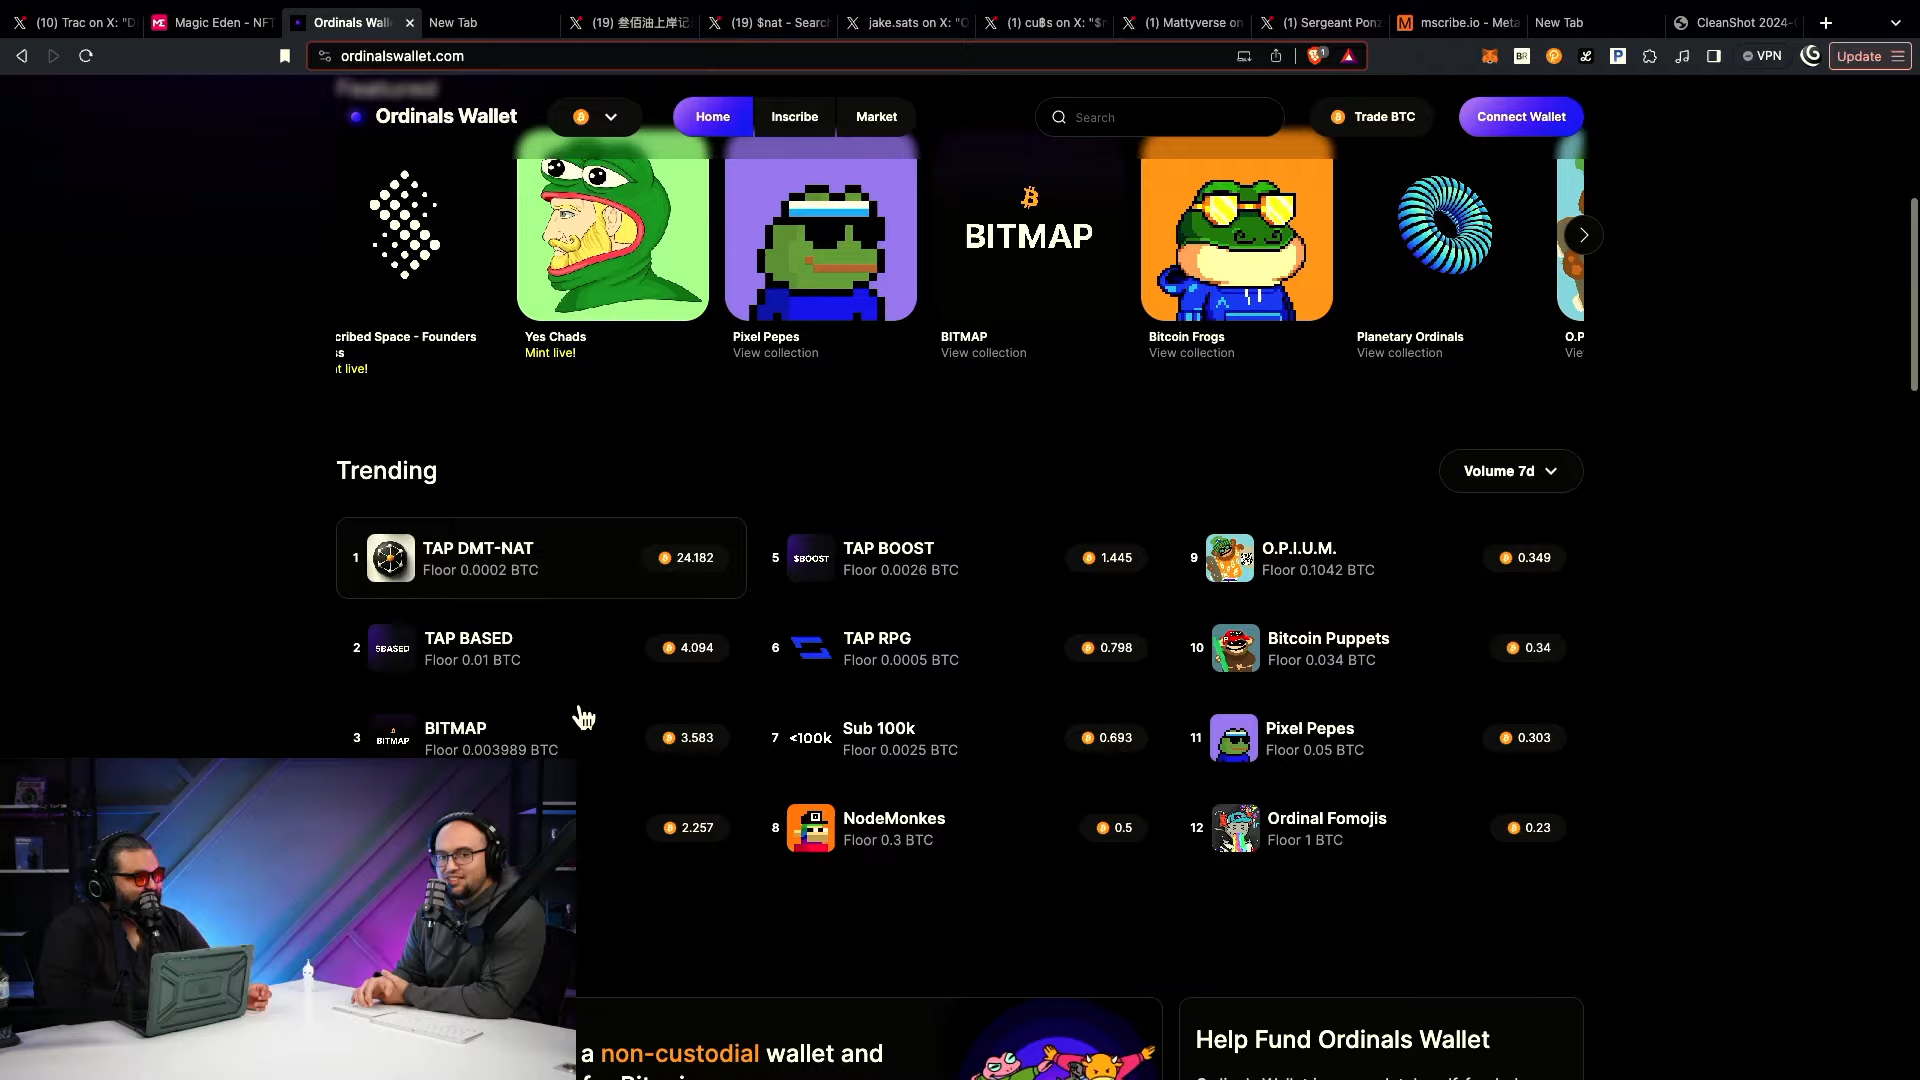 (10) Trac on X: "D
Magic Eden - NFT
Ordinals Wall
New Tab
(19) 叁佰油上岸记
(19) $nat - Search
jake.sats on X: "
(1) cu฿s on X: "$
(1) Mattyverse on
(1) Sergeant Ponz
mscribe.io - Meta
New Tab
CleanShot 2024-
ordinalswallet.com
VPN
Update
Featured
Ordinals Wallet
Home
Inscribe
Market
Search
Trade BTC
Connect Wallet
BITMAP
cribed Space - Founders
ss
t live!
Yes Chads
Mint live!
Pixel Pepes
View collection
BITMAP
View collection
Bitcoin Frogs
View collection
Planetary Ordinals
View collection
O.P
Vie
Trending
Volume 7d
1
TAP DMT-NAT
Floor 0.0002 BTC
24.182
5
$BOOST
TAP BOOST
Floor 0.0026 BTC
1.445
9
O.P.I.U.M.
Floor 0.1042 BTC
0.349
2
$BASED
TAP BASED
Floor 0.01 BTC
4.094
6
TAP RPG
Floor 0.0005 BTC
0.798
10
Bitcoin Puppets
Floor 0.034 BTC
0.34
3
BITMAP
BITMAP
Floor 0.003989 BTC
3.583
7
<100k
Sub 100k
Floor 0.0025 BTC
0.693
11
Pixel Pepes
Floor 0.05 BTC
0.303
2.257
8
NodeMonkes
Floor 0.3 BTC
0.5
12
Ordinal Fomojis
Floor 1 BTC
0.23
a non-custodial wallet and
Help Fund Ordinals Wallet